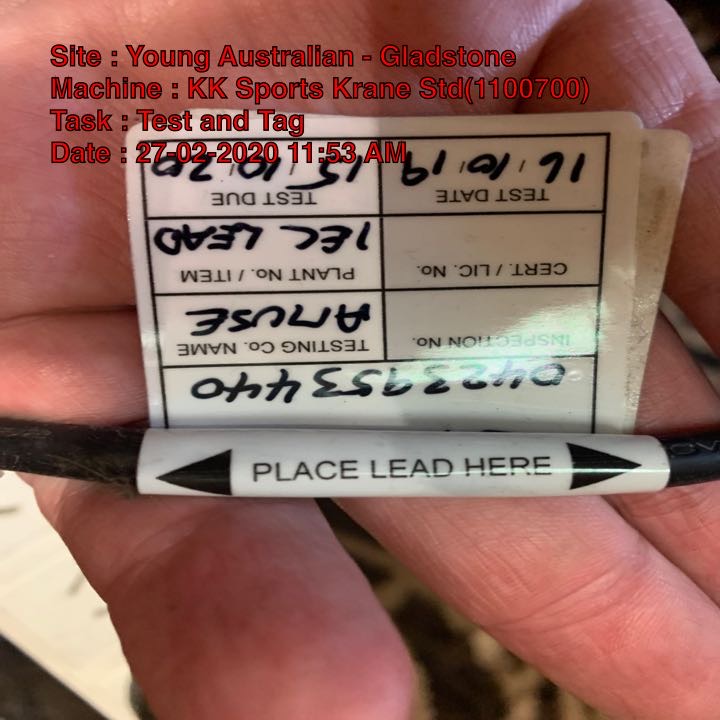 Site : Young Australian - Gladstone
Machine : KK Sports Krane Std(1100700)
Task : Test and Tag
Date : 27-02-2020 11:53 AM
0423953440
INSPECTION No. TESTING Co. NAME
AMUSE
CERT. / LIC. No. PLANT No. / ITEM
IEC LEAD
TEST DATE TEST DUE
16/10/19 15/10/20
PLACE LEAD HERE